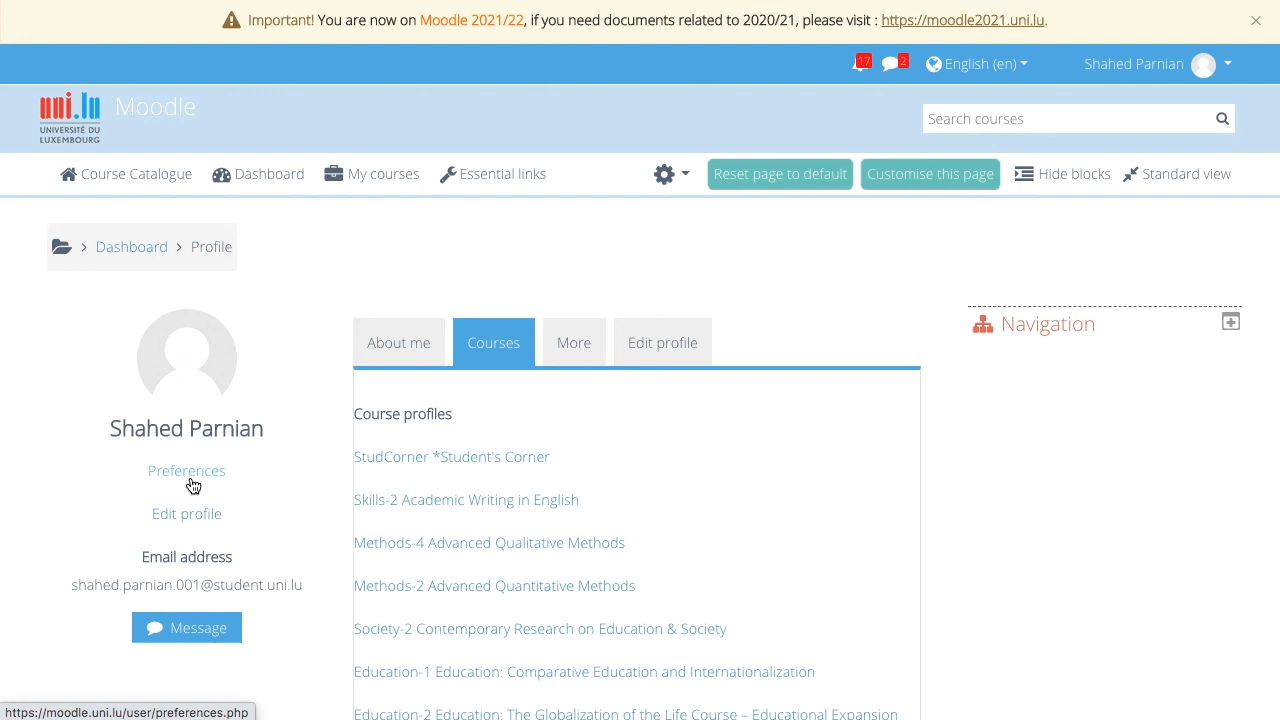 Important! You are now on Moodle 2021/22, if you need documents related to 2020/21, please visit : https://moodle2021.uni.lu.
17
2
English (en)
Shahed Parnian
uni.lu
UNIVERSITÉ DU
LUXEMBOURG
Moodle
Search courses
Course Catalogue
Dashboard
My courses
Essential links
Reset page to default
Customise this page
Hide blocks
Standard view
Dashboard > Profile
Shahed Parnian
Preferences
Edit profile
Email address
shahed.parnian.001@student.uni.lu
Message
About me
Courses
More
Edit profile
Course profiles
StudCorner *Student's Corner
Skills-2 Academic Writing in English
Methods-4 Advanced Qualitative Methods
Methods-2 Advanced Quantitative Methods
Society-2 Contemporary Research on Education & Society
Education-1 Education: Comparative Education and Internationalization
Education-2 Education: The Globalization of the Life Course – Educational Expansion
Navigation
https://moodle.uni.lu/user/preferences.php